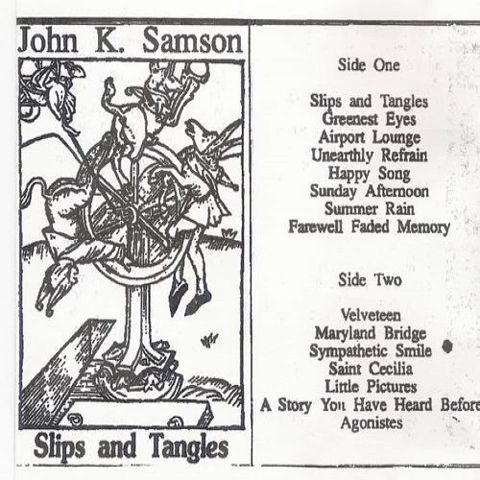 John K. Samson
Slips and Tangles
Side One
Slips and Tangles
Greenest Eyes
Airport Lounge
Unearthly Refrain
Happy Song
Sunday Afternoon
Summer Rain
Farewell Faded Memory
Side Two
Velveteen
Maryland Bridge
Sympathetic Smile
Saint Cecilia
Little Pictures
A Story You Have Heard Before
Agonistes